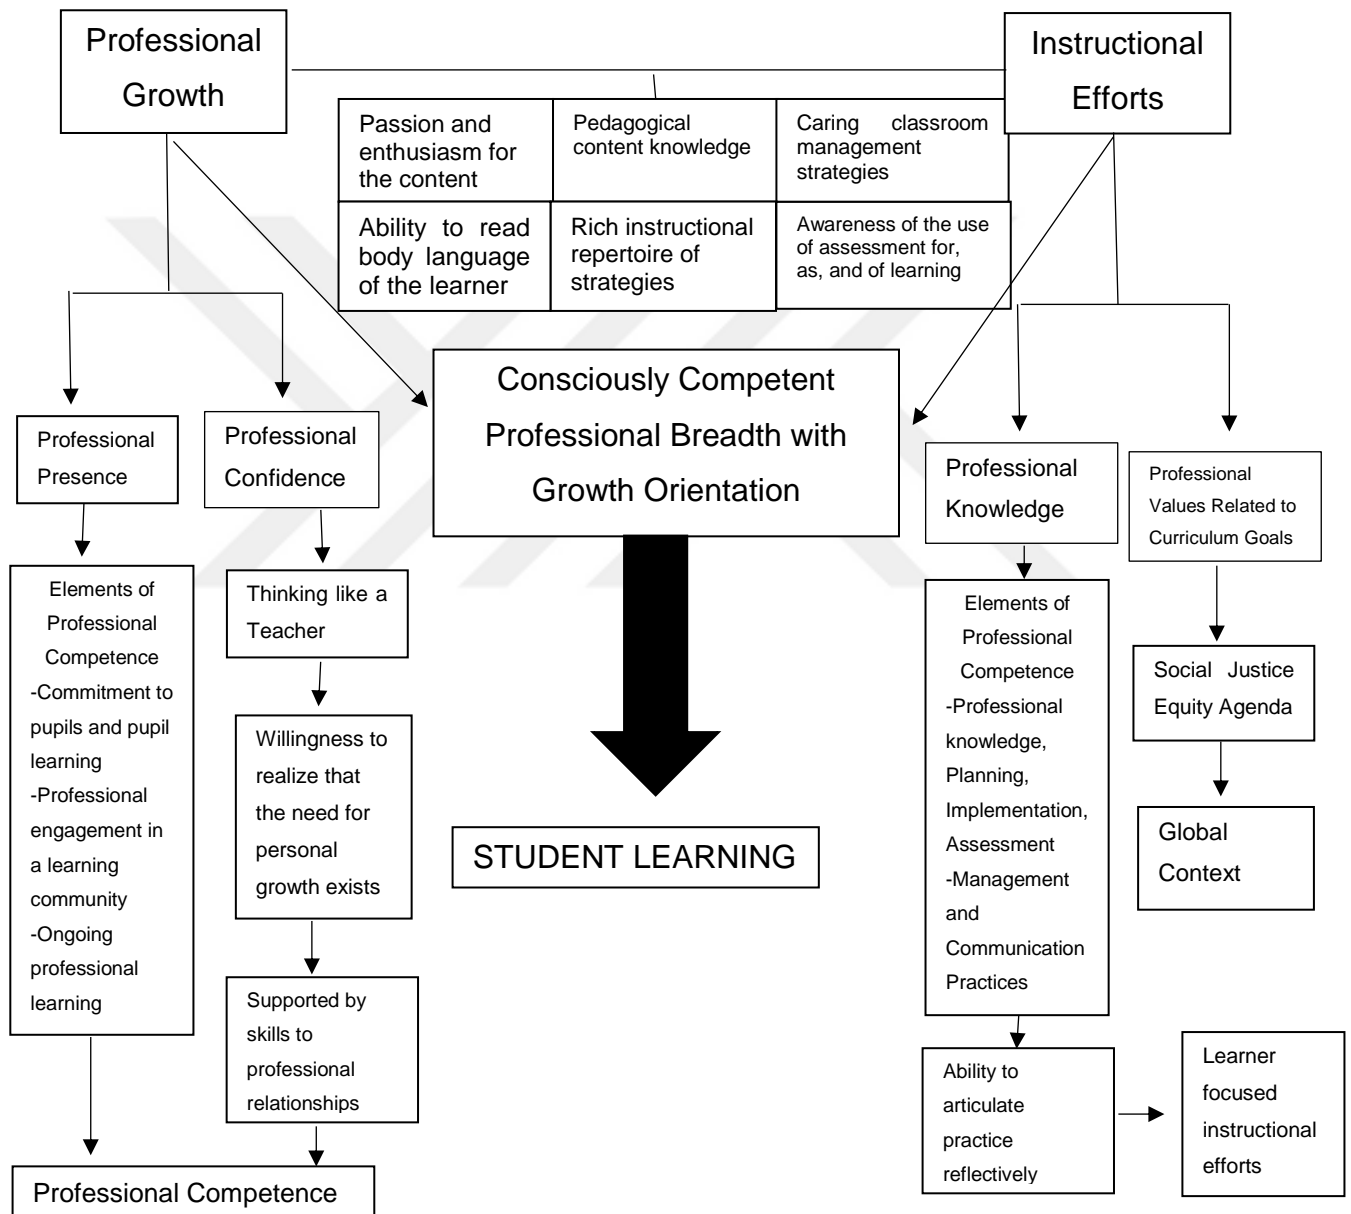 Professional
Growth
Instructional
Efforts
Passion and
enthusiasm for
the content
Pedagogical
content knowledge
Caring classroom
management
strategies
Ability to read
body language
of the learner
Rich instructional
repertoire of
strategies
Awareness of the use
of assessment for,
as, and of learning
Consciously Competent
Professional Breadth with
Growth Orientation
Professional
Presence
Professional
Confidence
Professional
Knowledge
Professional
Values Related to
Curriculum Goals
Elements of
Professional
Competence
-Commitment to
pupils and pupil
learning
-Professional
engagement in
a learning
community
-Ongoing
professional
learning
Thinking like a
Teacher
Willingness to
realize that
the need for
personal
growth exists
Supported by
skills to
professional
relationships
Professional Competence
STUDENT LEARNING
Elements of
Professional
Competence
-Professional
knowledge,
Planning,
Implementation,
Assessment
-Management
and
Communication
Practices
Social Justice
Equity Agenda
Global
Context
Ability to
articulate
practice
reflectively
Learner
focused
instructional
efforts